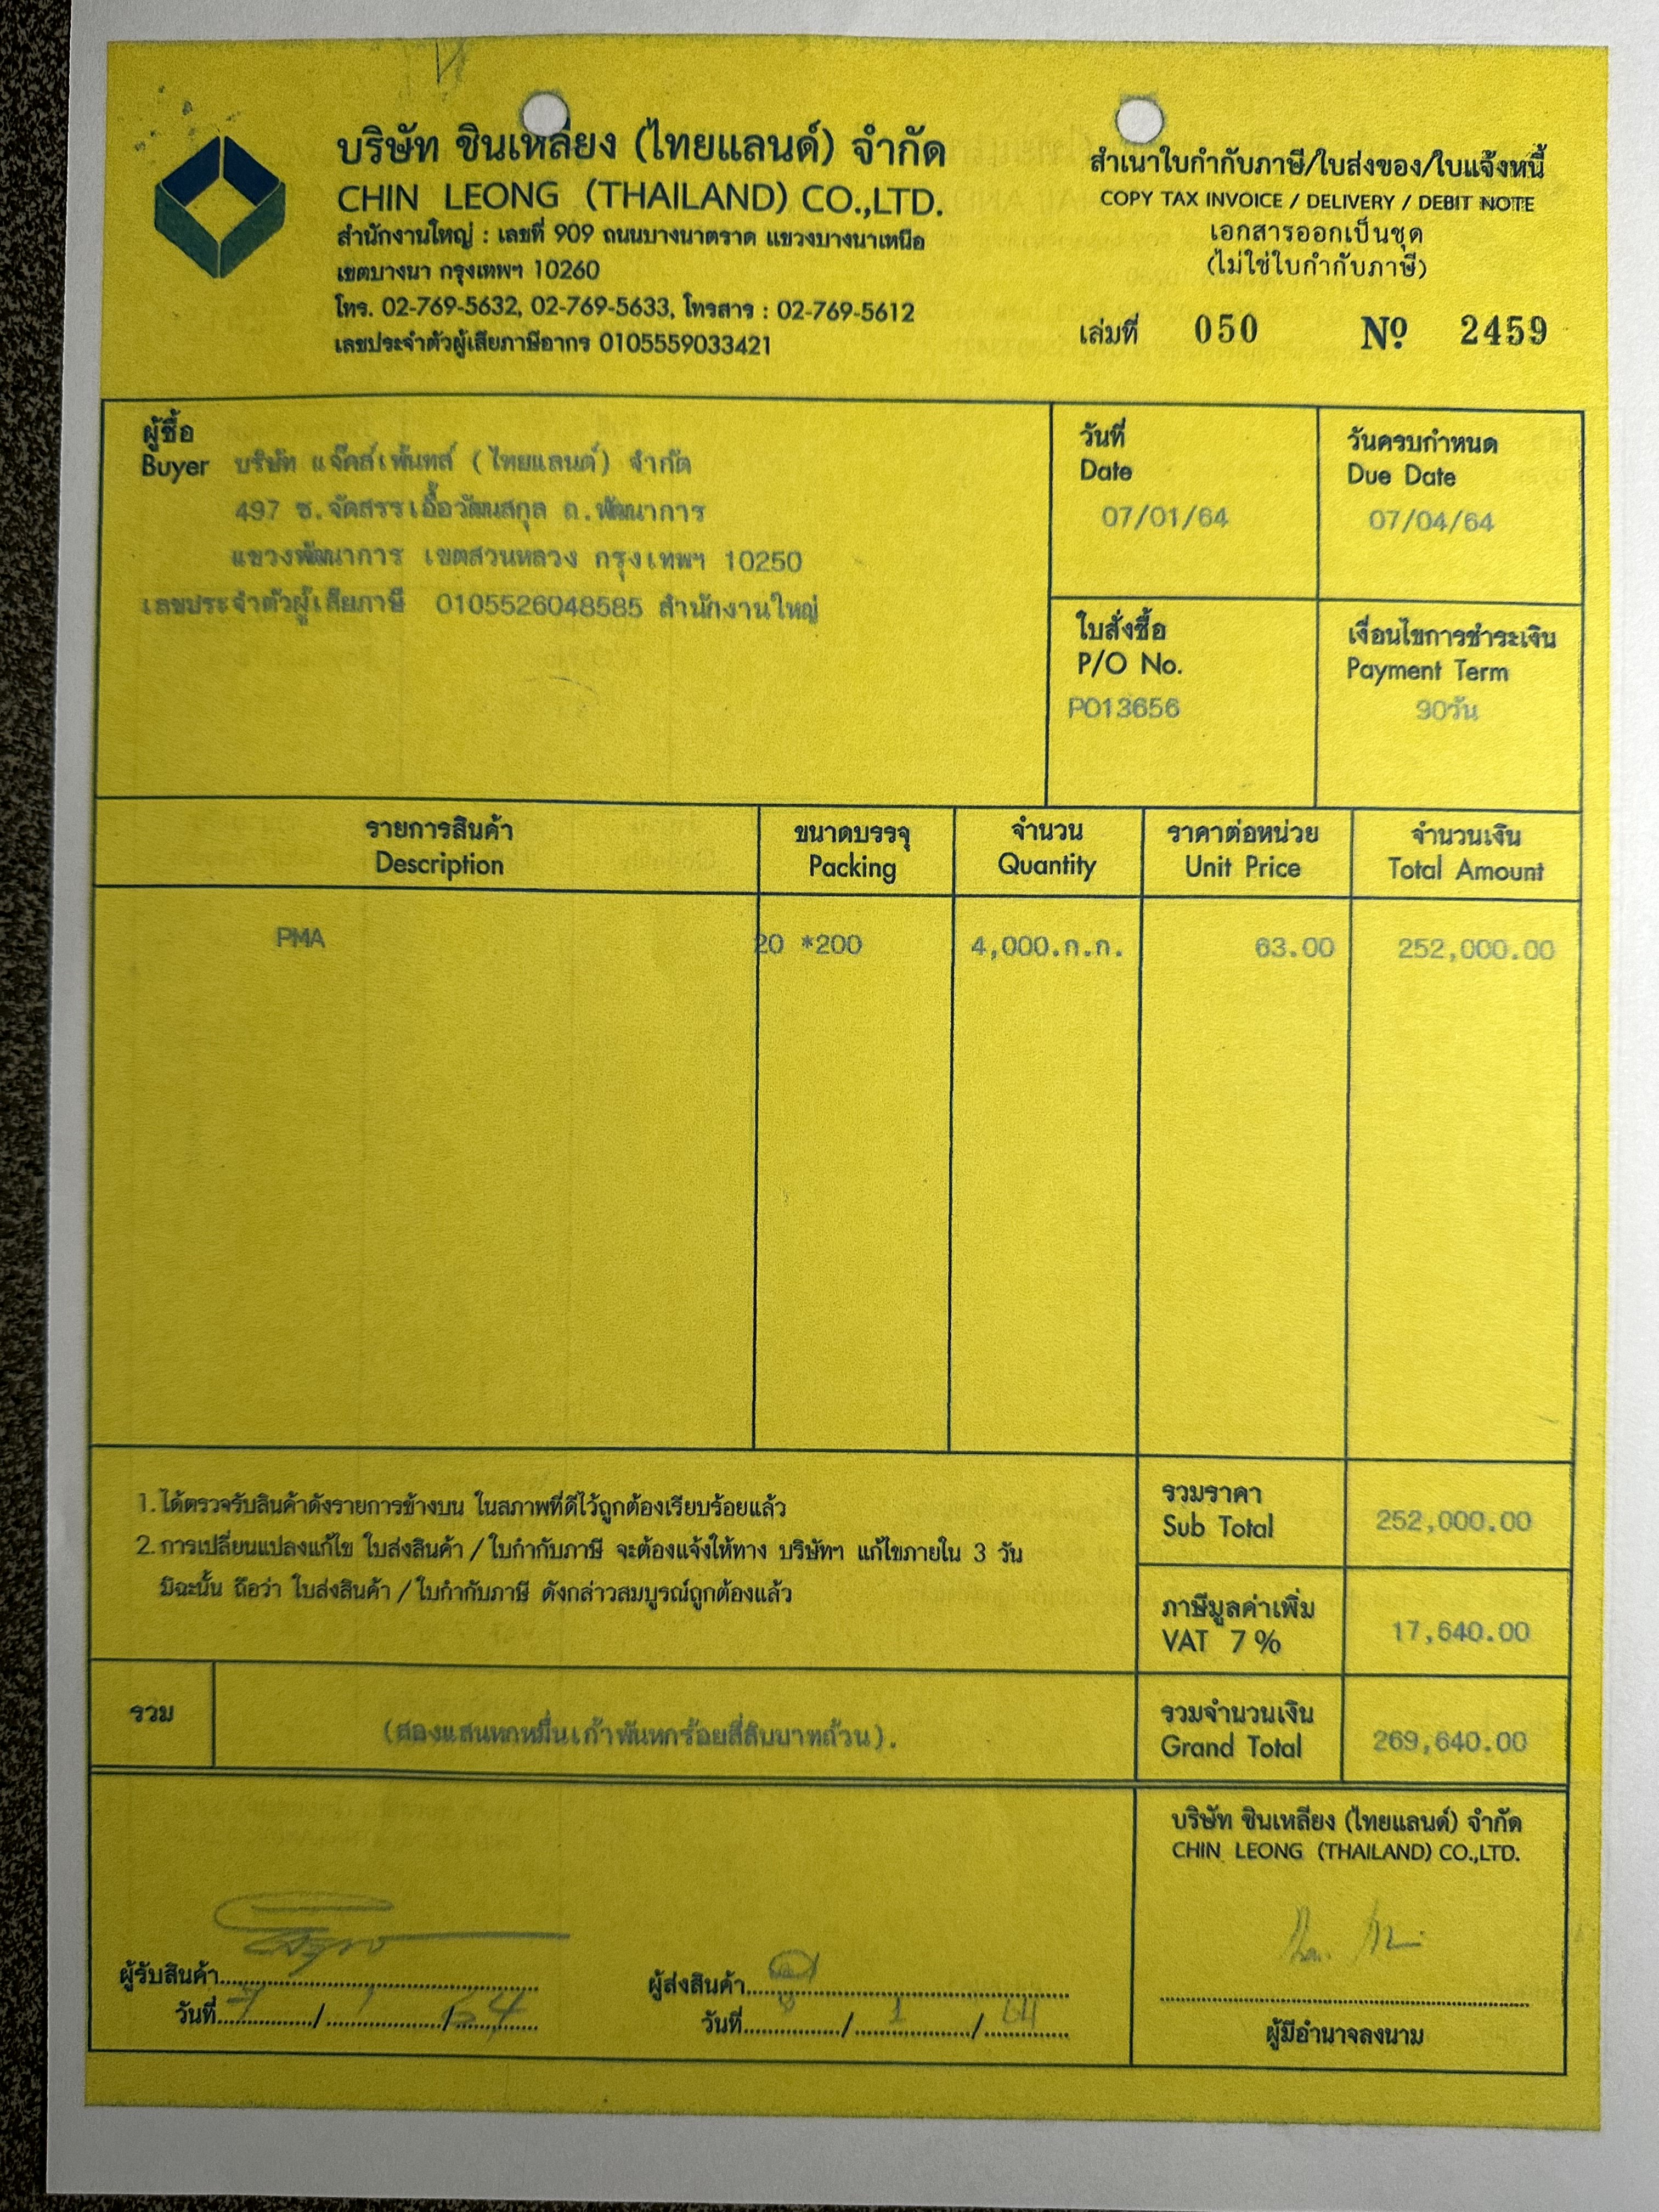 บริษัท ชินเหลียง (ไทยแลนด์) จำกัด
CHIN LEONG (THAILAND) CO.,LTD.
สำนักงานใหญ่ : เลขที่ 909 ถนนบางนาตราด แขวงบางนาเหนือ
เขตบางนา กรุงเทพฯ 10260
โทร. 02-769-5632, 02-769-5633, โทรสาร : 02-769-5612
เลขประจำตัวผู้เสียภาษีอากร 0105559033421
สำเนาใบกำกับภาษี/ใบส่งของ/ใบแจ้งหนี้
COPY TAX INVOICE / DELIVERY / DEBIT NOTE
เอกสารออกเป็นชุด
(ไม่ใช่ใบกำกับภาษี)
เล่มที่ 050 Nº 2459
ผู้ซื้อ
Buyer บริษัท แจ๊คส์เพ้นทส์ (ไทยแลนด์) จำกัด
497 ซ.จัดสรรเอื้อวัฒนสกุล ถ.พัฒนาการ
แขวงพัฒนาการ เขตสวนหลวง กรุงเทพฯ 10250
เลขประจำตัวผู้เสียภาษี 0105526048585 สำนักงานใหญ่
วันที่
Date
07/01/64
วันครบกำหนด
Due Date
07/04/64
ใบสั่งซื้อ
P/O No.
PO13656
เงื่อนไขการชำระเงิน
Payment Term
90วัน
รายการสินค้า ขนาดบรรจุ จำนวน ราคาต่อหน่วย จำนวนเงิน
Description Packing Quantity Unit Price Total Amount
PMA 20 *200 4,000.ก.ก. 63.00 252,000.00
1. ได้ตรวจรับสินค้าดังรายการข้างบน ในสภาพที่ดีไว้ถูกต้องเรียบร้อยแล้ว
2. การเปลี่ยนแปลงแก้ไข ใบส่งสินค้า / ใบกำกับภาษี จะต้องแจ้งให้ทาง บริษัทฯ แก้ไขภายใน 3 วัน
มิฉะนั้น ถือว่า ใบส่งสินค้า / ใบกำกับภาษี ดังกล่าวสมบูรณ์ถูกต้องแล้ว
รวมราคา
Sub Total 252,000.00
ภาษีมูลค่าเพิ่ม
VAT 7 % 17,640.00
รวม (สองแสนหกหมื่นเก้าพันหกร้อยสี่สิบบาทถ้วน).
รวมจำนวนเงิน
Grand Total 269,640.00
บริษัท ชินเหลียง (ไทยแลนด์) จำกัด
CHIN LEONG (THAILAND) CO.,LTD.
ผู้รับสินค้า
วันที่ 7 / 1 / 64
ผู้ส่งสินค้า
วันที่ / 1 / 64
ผู้มีอำนาจลงนาม